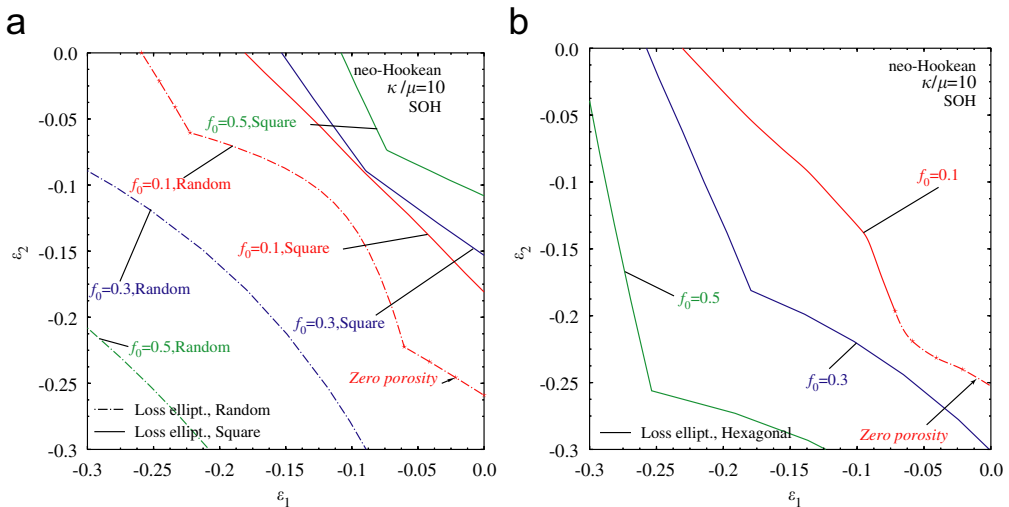 a
0.0
-0.05
-0.1
-0.15
-0.2
-0.25
-0.3
ε2
neo-Hookean
κ/μ=10
SOH
f0=0.5,Square
f0=0.1,Random
f0=0.1,Square
f0=0.3,Random
f0=0.3,Square
f0=0.5,Random
Zero porosity
Loss ellipt., Random
Loss ellipt., Square
-0.3
-0.25
-0.2
-0.15
-0.1
-0.05
0.0
ε1
b
0.0
-0.05
-0.1
-0.15
-0.2
-0.25
-0.3
ε2
neo-Hookean
κ/μ=10
SOH
f0=0.1
f0=0.5
f0=0.3
Zero porosity
Loss ellipt., Hexagonal
-0.3
-0.25
-0.2
-0.15
-0.1
-0.05
0.0
ε1